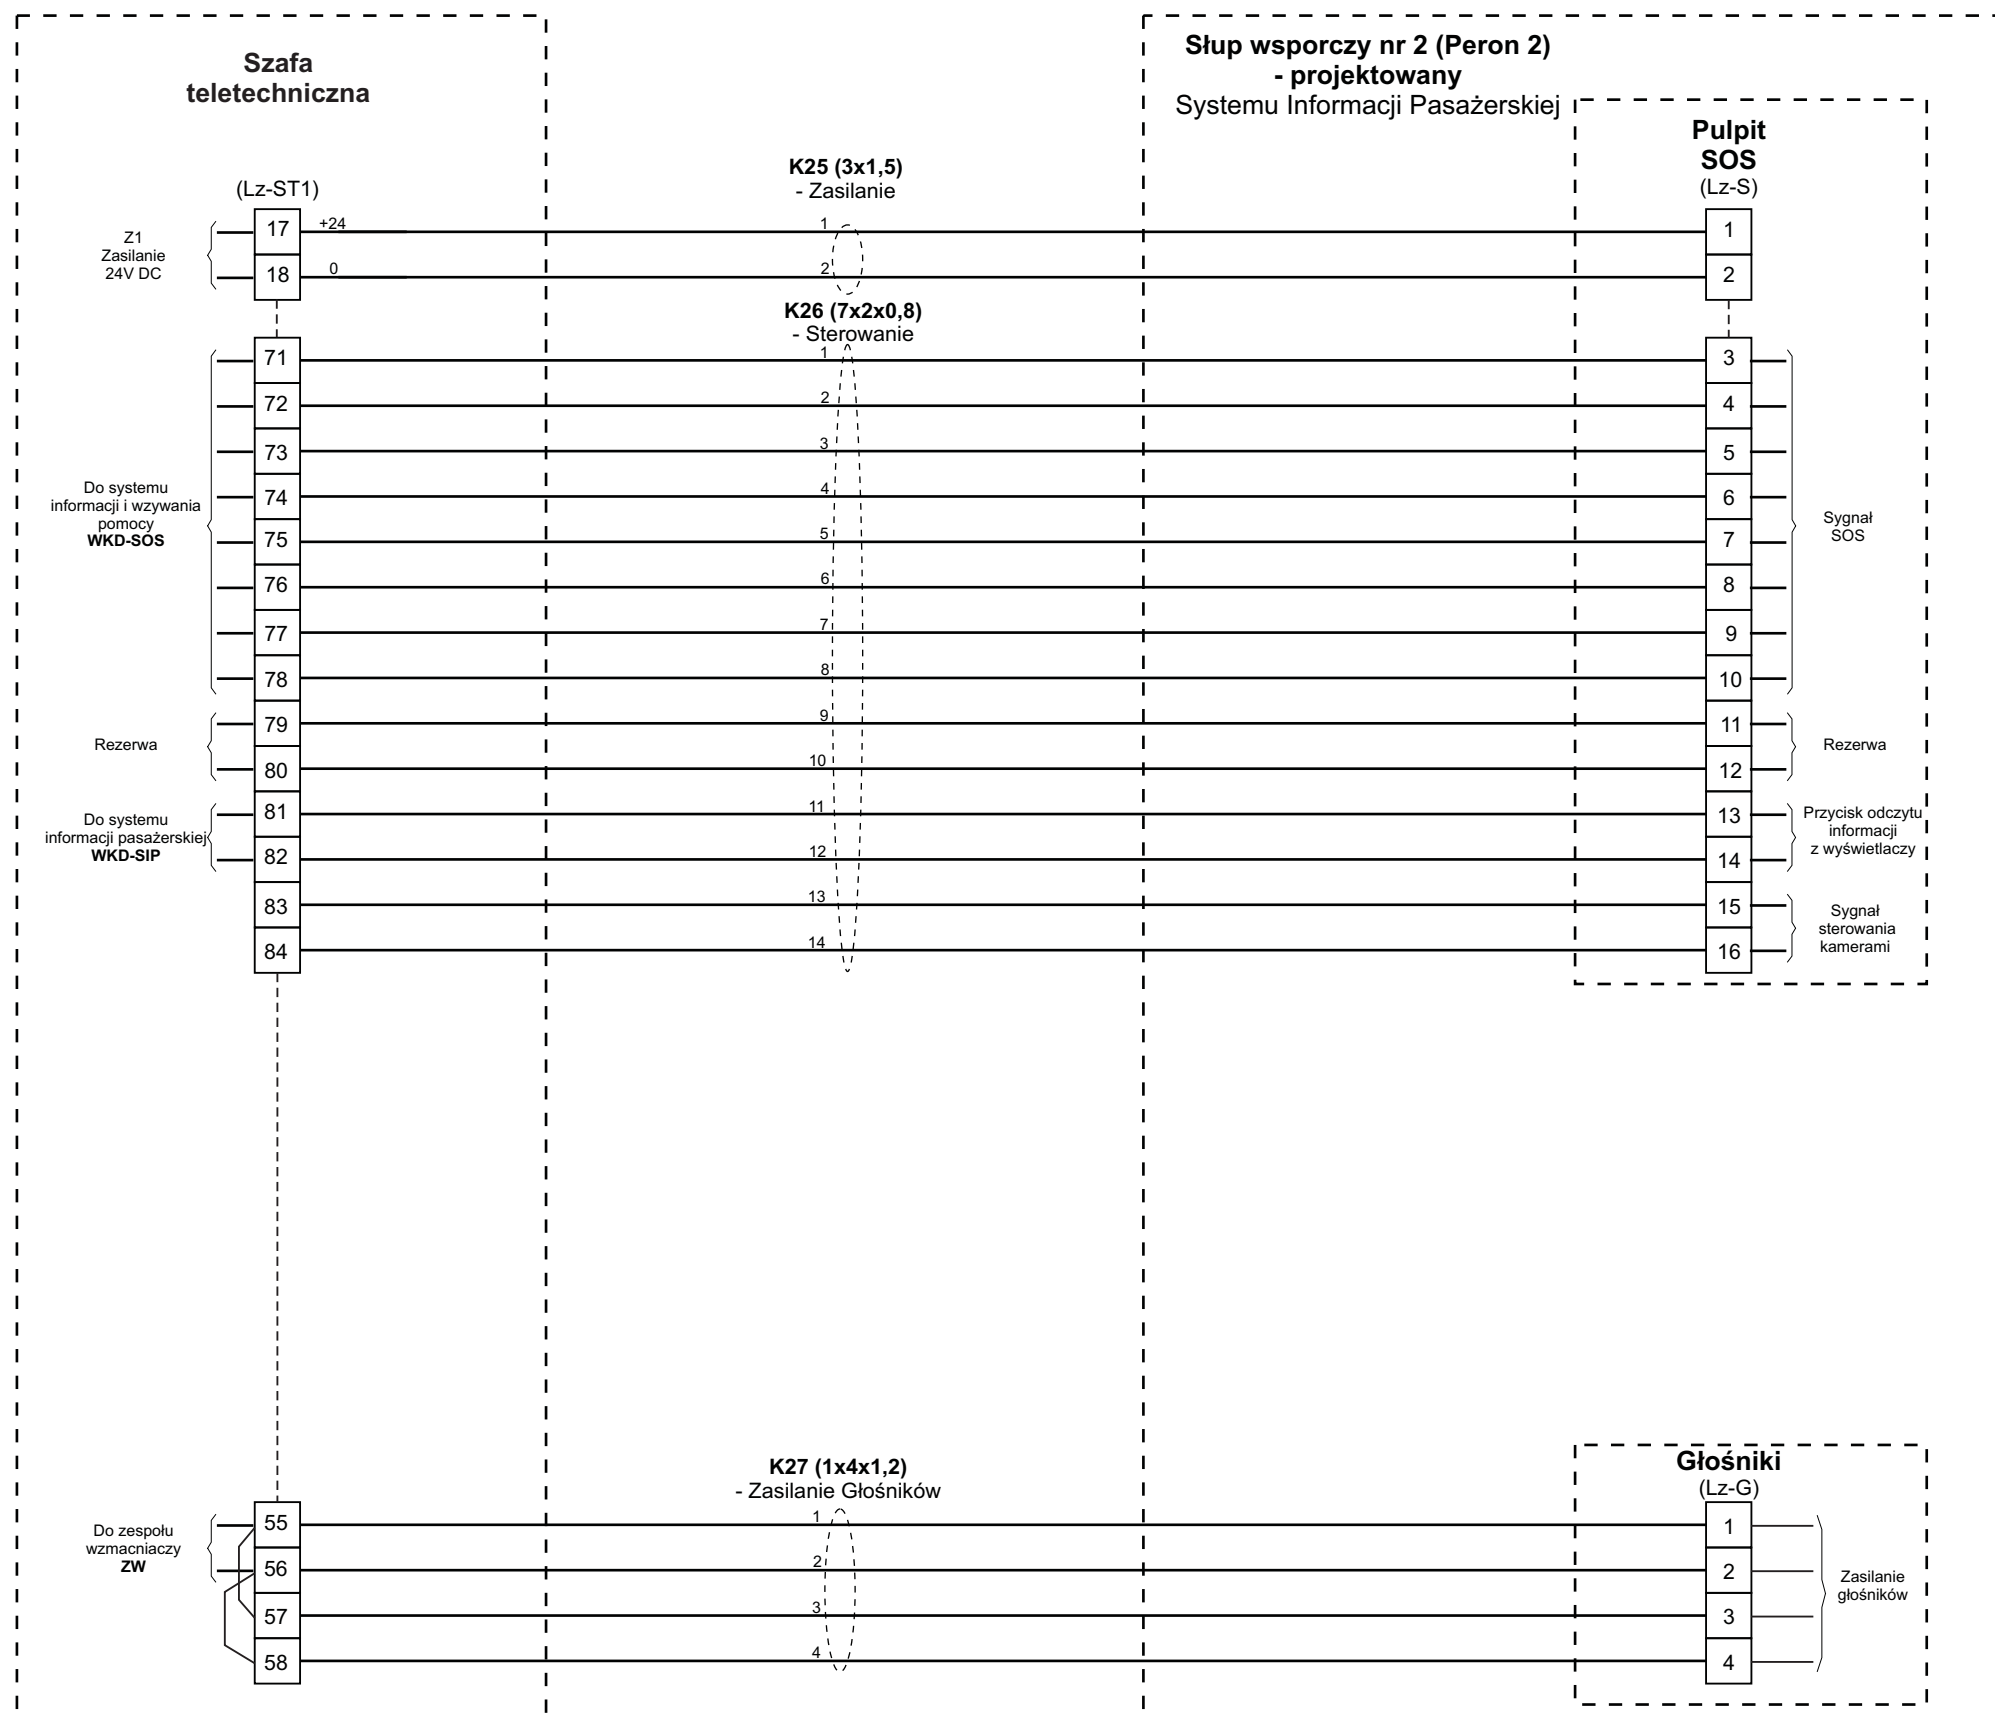 Szafa
teletechniczna
Słup wsporczy nr 2 (Peron 2)
- projektowany
Systemu Informacji Pasażerskiej
Pulpit
SOS
(Lz-S)
(Lz-ST1)
K25 (3x1,5)
- Zasilanie
Z1
Zasilanie
24V DC
17 +24 1 1
18 0 2 2
K26 (7x2x0,8)
- Sterowanie
71 1 3
72 2 4
73 3 5
74 4 6
75 5 7
76 6 8
77 7 9
78 8 10
79 9 11
80 10 12
81 11 13
82 12 14
83 13 15
84 14 16
Do systemu
informacji i wzywania
pomocy
WKD-SOS
Sygnał
SOS
Rezerwa
Rezerwa
Do systemu
informacji pasażerskiej
WKD-SIP
Przycisk odczytu
informacji
z wyświetlaczy
Sygnał
sterowania
kamerami
K27 (1x4x1,2)
- Zasilanie Głośników
Głośniki
(Lz-G)
55 1 1
56 2 2
57 3 3
58 4 4
Do zespołu
wzmacniaczy
ZW
Zasilanie
głośników